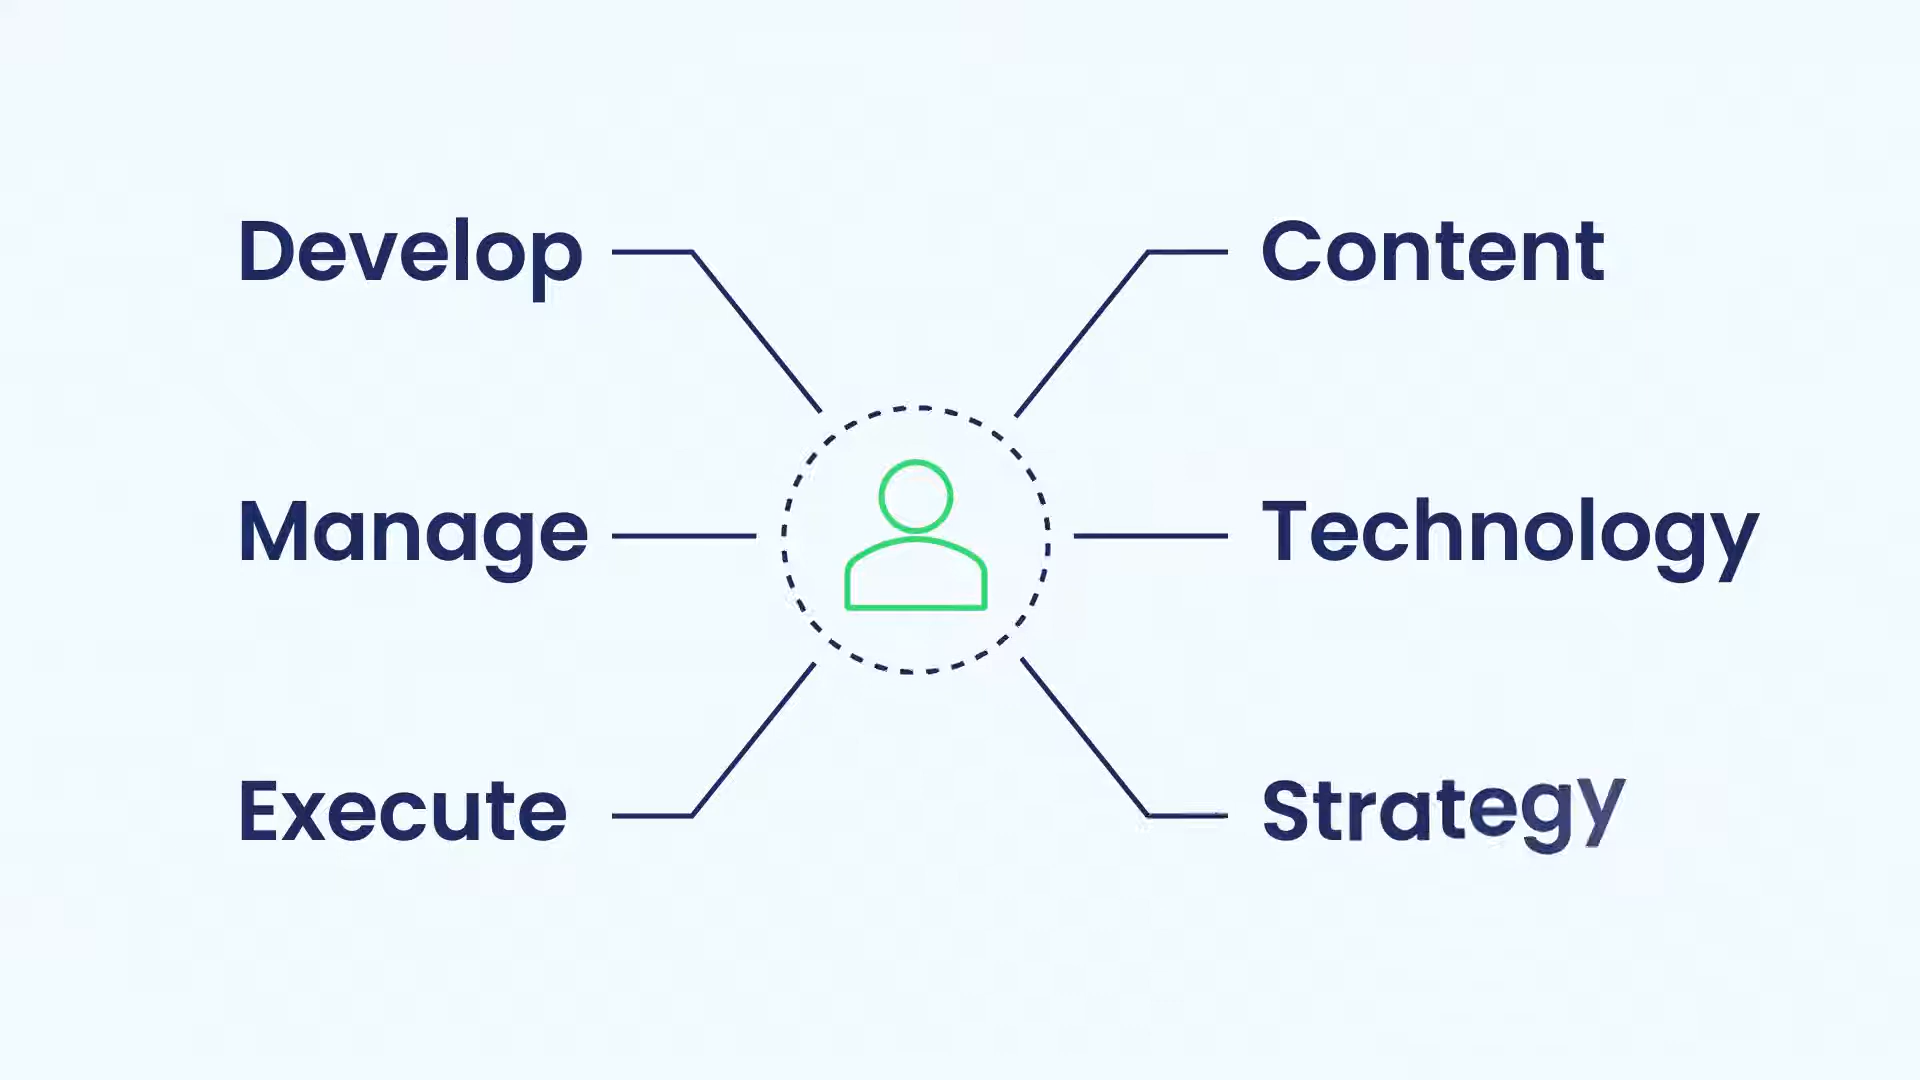 Develop
Content
Manage
Technology
Execute
Strategy